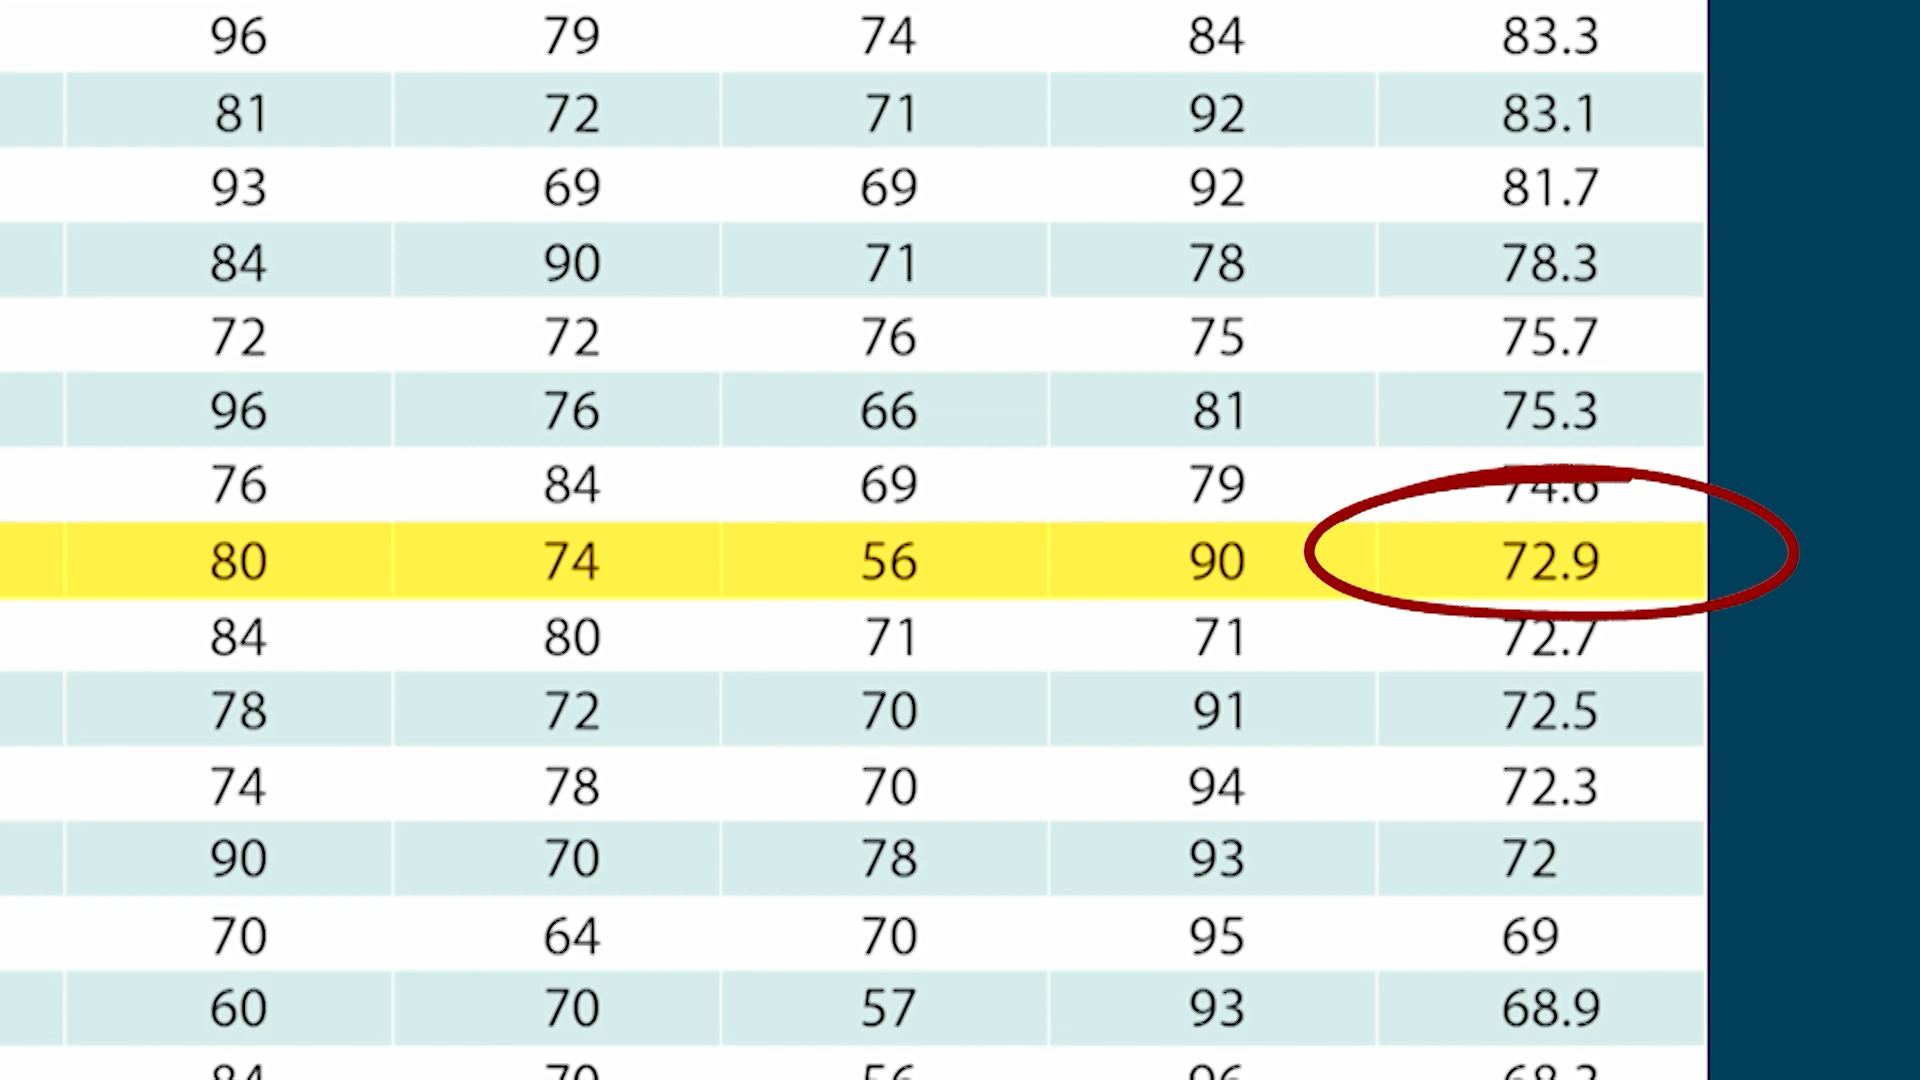 96 79 74 84 83.3
81 72 71 92 83.1
93 69 69 92 81.7
84 90 71 78 78.3
72 72 76 75 75.7
96 76 66 81 75.3
76 84 69 79 74.6
80 74 56 90 72.9
84 80 71 71 72.7
78 72 70 91 72.5
74 78 70 94 72.3
90 70 78 93 72
70 64 70 95 69
60 70 57 93 68.9